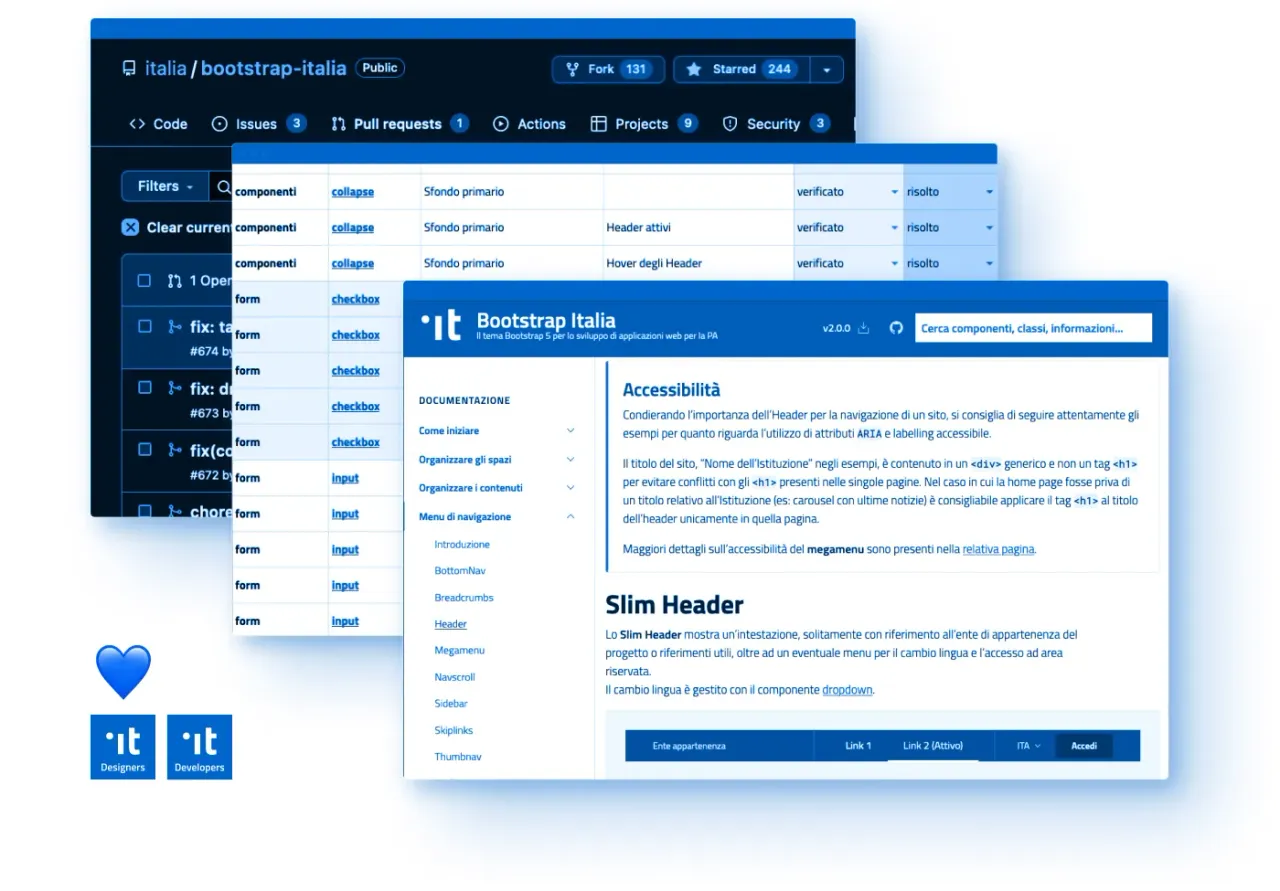 italia/bootstrap-italia Public
Fork 131
Starred 244
Code
Issues 3
Pull requests 1
Actions
Projects 9
Security 3
Filters
Clear curren
1 Ope
fix: ta
#674 by
fix: d
#673 by
fix(co
#672 by
chore
componenti collapse Sfondo primario verificato risolto
componenti collapse Sfondo primario Header attivi verificato risolto
componenti collapse Sfondo primario Hover degli Header verificato risolto
form checkbox
form checkbox
form checkbox
form checkbox
form checkbox
form input
form input
form input
form input
form input
·ıt
Bootstrap Italia
Il tema Bootstrap 5 per lo sviluppo di applicazioni web per la PA
v2.0.0
Cerca componenti, classi, informazioni...
DOCUMENTAZIONE
Come iniziare
Organizzare gli spazi
Organizzare i contenuti
Menu di navigazione
Introduzione
BottomNav
Breadcrumbs
Header
Megamenu
Navscroll
Sidebar
Skiplinks
Thumbnav
Accessibilità
Condierando l'importanza dell'Header per la navigazione di un sito, si consiglia di seguire attentamente gli
esempi per quanto riguarda l'utilizzo di attributi ARIA e labelling accessibile.
Il titolo del sito, "Nome dell'Istituzione" negli esempi, è contenuto in un <div> generico e non un tag <h1>
per evitare conflitti con gli <h1> presenti nelle singole pagine. Nel caso in cui la home page fosse priva di
un titolo relativo all'Istituzione (es: carousel con ultime notizie) è consigliabile applicare il tag <h1> al titolo
dell'header unicamente in quella pagina.
Maggiori dettagli sull'accessibilità del megamenu sono presenti nella relativa pagina.
Slim Header
Lo Slim Header mostra un'intestazione, solitamente con riferimento all'ente di appartenenza del
progetto o riferimenti utili, oltre ad un eventuale menu per il cambio lingua e l'accesso ad area
riservata.
Il cambio lingua è gestito con il componente dropdown.
Ente appartenenza Link 1 Link 2 (Attivo) ITA Accedi
·ıt
Designers
·ıt
Developers